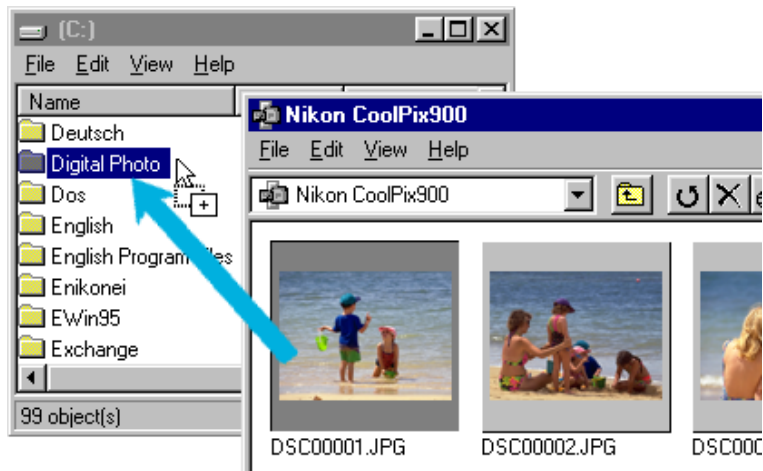 (C:)
File Edit View Help
Name
Deutsch
Digital Photo
Dos
English
English Program Files
Enikonei
EWin95
Exchange
99 object(s)
Nikon CoolPix900
File Edit View Help
Nikon CoolPix900
DSC00001.JPG
DSC00002.JPG